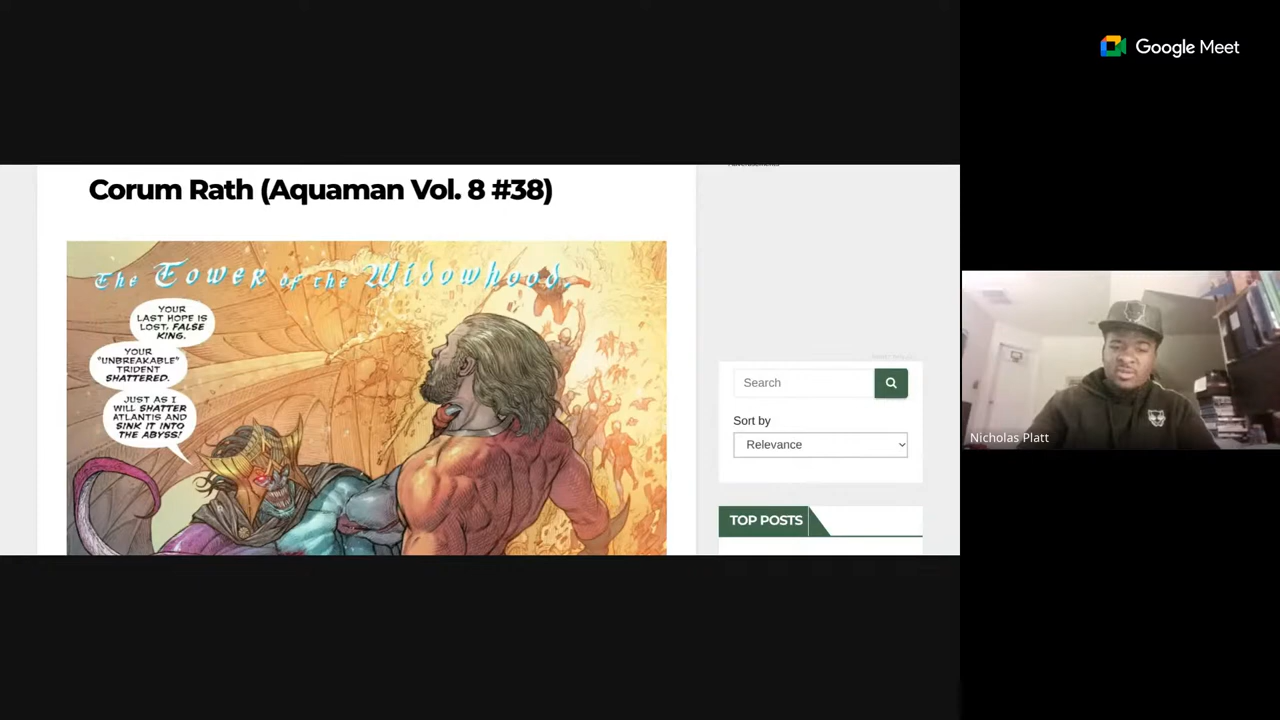 Google Meet
Corum Rath (Aquaman Vol. 8 #38)
The Tower of the Widowhood.
YOUR
LAST HOPE IS
LOST, FALSE
KING.
YOUR
"UNBREAKABLE"
TRIDENT
SHATTERED.
JUST AS I
WILL SHATTER
ATLANTIS AND
SINK IT INTO
THE ABYSS!
Search
Sort by
Relevance
TOP POSTS
Nicholas Platt